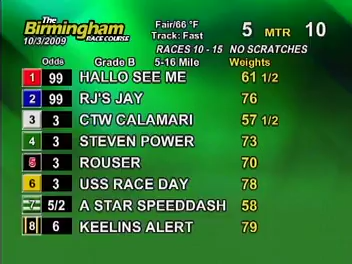 The
Birmingham
RACE COURSE
10/3/2009
Fair/66 °F
Track: Fast
5 MTR 10
RACES 10 - 15 NO SCRATCHES
Odds Grade B 5-16 Mile Weights
1 99 HALLO SEE ME 61 1/2
2 99 RJ'S JAY 76
3 3 CTW CALAMARI 57 1/2
4 3 STEVEN POWER 73
5 3 ROUSER 70
6 3 USS RACE DAY 78
7 5/2 A STAR SPEEDDASH 58
8 6 KEELINS ALERT 79